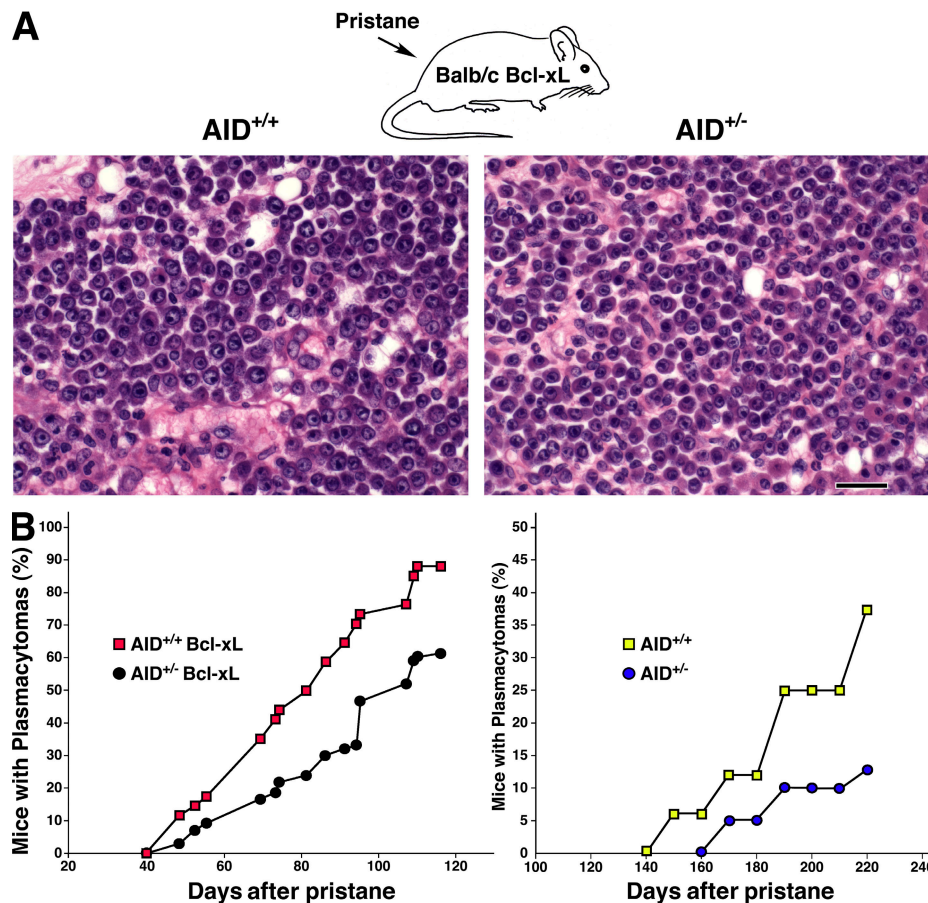 A
Pristane
Balb/c Bcl-xL
AID+/+
AID+/-
B
Mice with Plasmacytomas (%)
100
90
80
70
60
50
40
30
20
10
0
AID+/+ Bcl-xL
AID+/- Bcl-xL
20
40
60
80
100
120
Days after pristane
Mice with Plasmacytomas (%)
50
45
40
35
30
25
20
15
10
5
0
AID+/+
AID+/-
100
120
140
160
180
200
220
240
Days after pristane